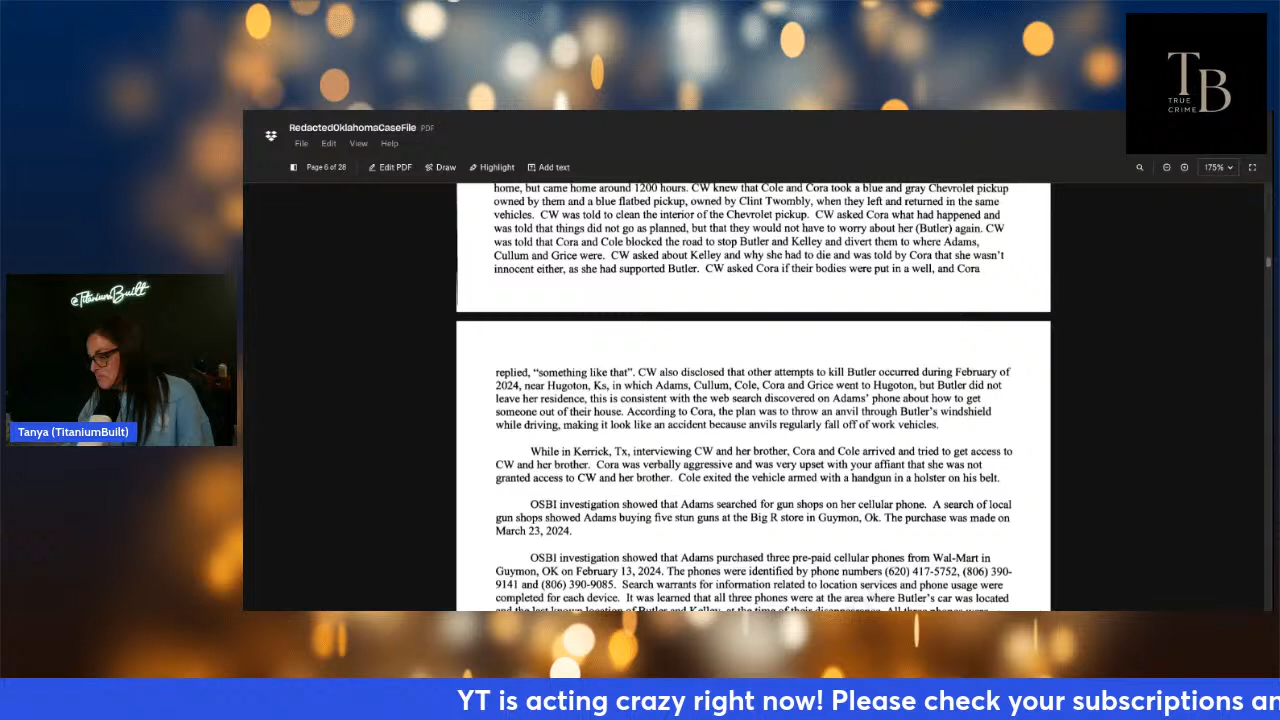 TB
TRUE
CRIME
RedactedOklahomaCaseFile PDF
File Edit View Help
Page 6 of 28 Edit PDF Draw Highlight Add text 175%
home, but came home around 1200 hours. CW knew that Cole and Cora took a blue and gray Chevrolet pickup
owned by them and a blue flatbed pickup, owned by Clint Twombly, when they left and returned in the same
vehicles. CW was told to clean the interior of the Chevrolet pickup. CW asked Cora what had happened and
was told that things did not go as planned, but that they would not have to worry about her (Butler) again. CW
was told that Cora and Cole blocked the road to stop Butler and Kelley and divert them to where Adams,
Cullum and Grice were. CW asked about Kelley and why she had to die and was told by Cora that she wasn't
innocent either, as she had supported Butler. CW asked Cora if their bodies were put in a well, and Cora
replied, "something like that". CW also disclosed that other attempts to kill Butler occurred during February of
2024, near Hugoton, Ks, in which Adams, Cullum, Cole, Cora and Grice went to Hugoton, but Butler did not
leave her residence, this is consistent with the web search discovered on Adams' phone about how to get
someone out of their house. According to Cora, the plan was to throw an anvil through Butler's windshield
while driving, making it look like an accident because anvils regularly fall off of work vehicles.
While in Kerrick, Tx, interviewing CW and her brother, Cora and Cole arrived and tried to get access to
CW and her brother. Cora was verbally aggressive and was very upset with your affiant that she was not
granted access to CW and her brother. Cole exited the vehicle armed with a handgun in a holster on his belt.
OSBI investigation showed that Adams searched for gun shops on her cellular phone. A search of local
gun shops showed Adams buying five stun guns at the Big R store in Guymon, Ok. The purchase was made on
March 23, 2024.
OSBI investigation showed that Adams purchased three pre-paid cellular phones from Wal-Mart in
Guymon, OK on February 13, 2024. The phones were identified by phone numbers (620) 417-5752, (806) 390-
9141 and (806) 390-9085. Search warrants for information related to location services and phone usage were
completed for each device. It was learned that all three phones were at the area where Butler's car was located
and the last known location of Butler and Kelley, at the time of their disappearance. All three phones were
@TitaniumBuilt
Tanya (TitaniumBuilt)
YT is acting crazy right now! Please check your subscriptions an